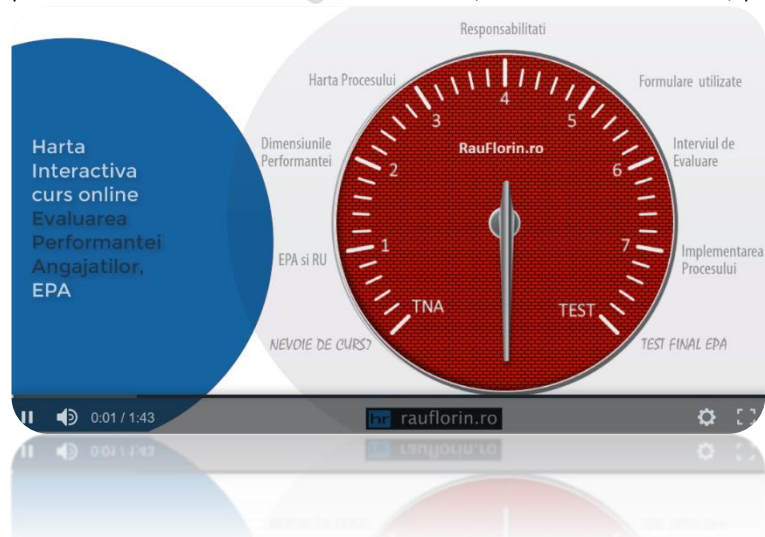 Harta
Interactiva
curs online
Evaluarea
Performantei
Angajatilor,
EPA
Responsabilitati
Harta Procesului
Formulare utilizate
Dimensiunile
Performantei
Interviul de
Evaluare
EPA si RU
Implementarea
Procesului
NEVOIE DE CURS?
TEST FINAL EPA
RauFlorin.ro
TNA
1
2
3
4
5
6
7
TEST
0:01 / 1:43
hr rauflorin.ro